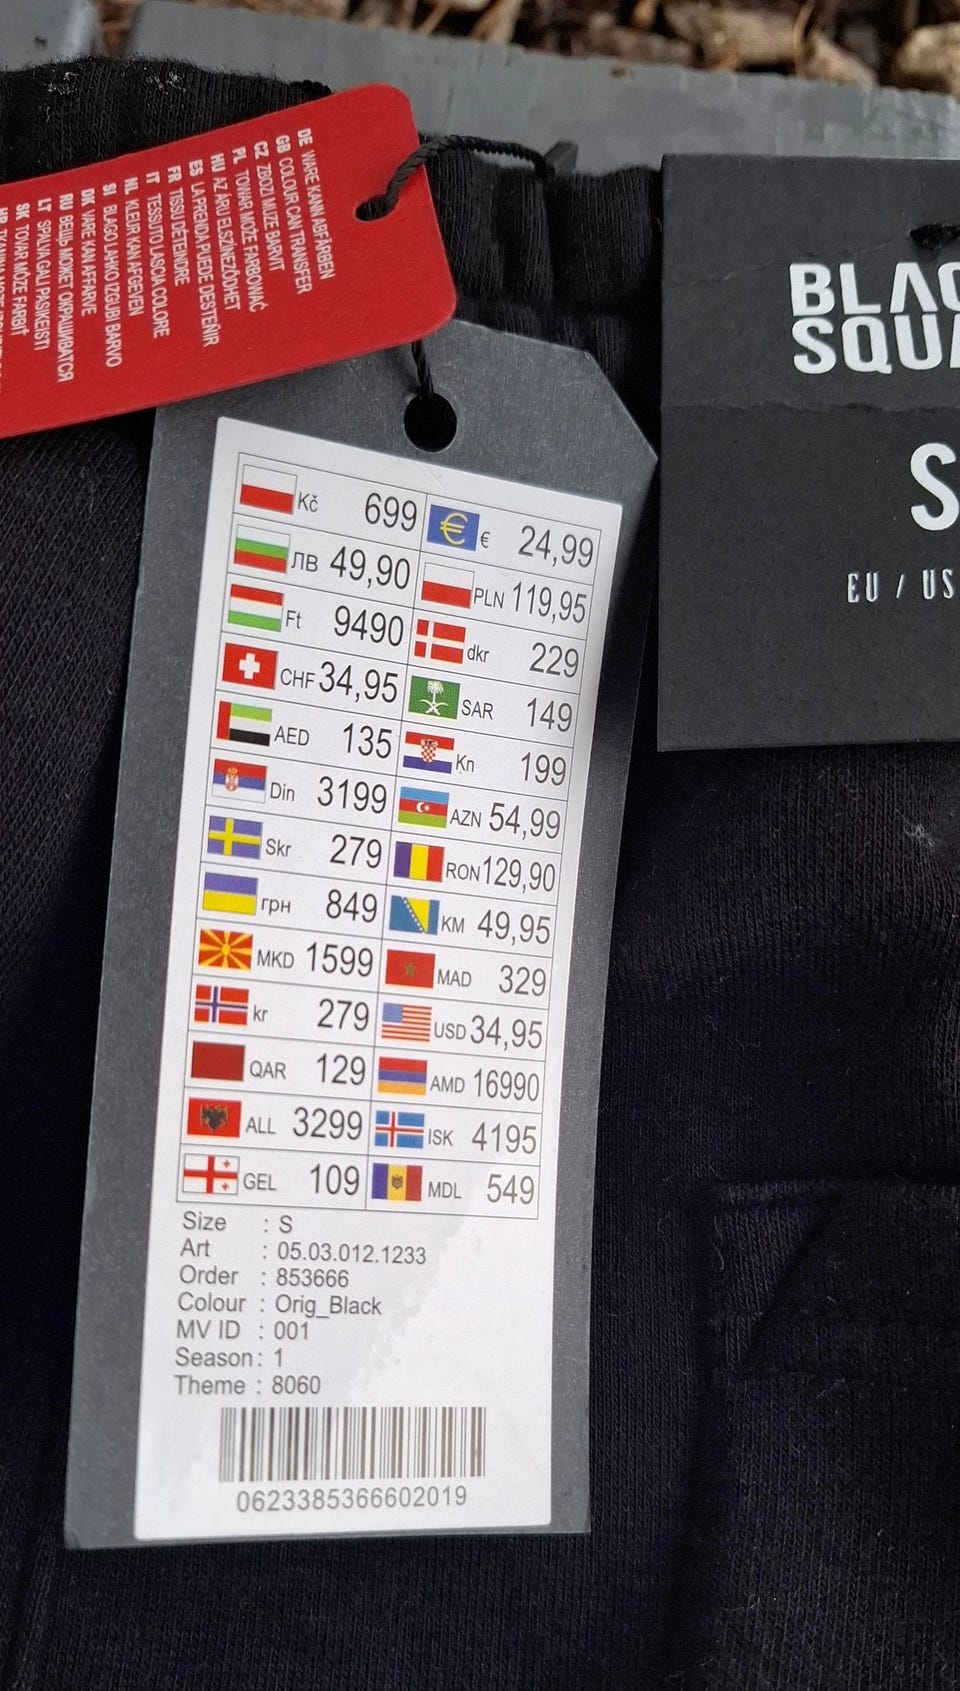 DE WARE KANN ABFÄRBEN
GB COLOUR CAN TRANSFER
CZ ZBOŽÍ MŮŽE BARVIT
PL TOWAR MOŻE FARBOWAĆ
HU AZ ÁRU ELSZÍNEZŐDHET
ES LA PRENDA PUEDE DESTEÑIR
FR TISSU DÉTEINDRE
IT TESSUTO LASCIA COLORE
NL KLEUR KAN AFGEVEN
SI BLAGO LAHKO IZGUBI BARVO
DK VARE KAN AFFARVE
RU ВЕЩЬ МОЖЕТ ОКРАШИВАТСЯ
LT SPALVA GALI PASIKEISTI
SK TOVAR MÔŽE FARBIŤ
BLAC
SQUA
S
EU / US
Kč 699 € 24,99
ЛВ 49,90 PLN 119,95
Ft 9490 dkr 229
CHF 34,95 SAR 149
AED 135 Kn 199
Din 3199 AZN 54,99
Skr 279 RON 129,90
грн 849 KM 49,95
MKD 1599 MAD 329
kr 279 USD 34,95
QAR 129 AMD 16990
ALL 3299 ISK 4195
GEL 109 MDL 549
Size : S
Art : 05.03.012.1233
Order : 853666
Colour : Orig_Black
MV ID : 001
Season : 1
Theme : 8060
0623385366602019